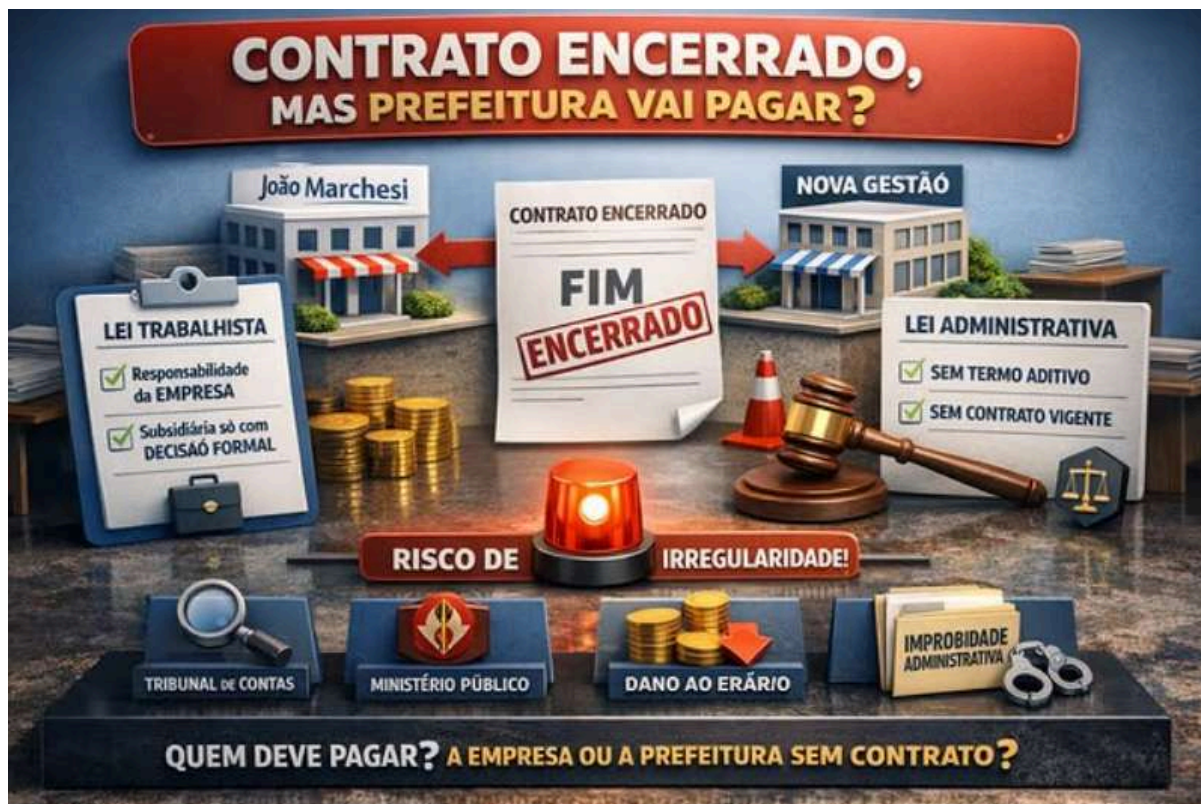 CONTRATO ENCERRADO,
MAS PREFEITURA VAI PAGAR?
João Marchesi
CONTRATO ENCERRADO
FIM
ENCERRADO
NOVA GESTÃO
LEI TRABALHISTA
Responsabilidade
da EMPRESA
Subsidiária só com
DECISAÓ FORMAL
LEI ADMINISTRATIVA
SEM TERMO ADITIVO
SEM CONTRATO VIGENTE
RISCO DE IRREGULARIDADE!
TRIBUNAL DE CONTAS
MINISTÉRIO PÚBLICO
DANO AO ERÁRIO
IMPROBIDADE
ADMINISTRATIVA
QUEM DEVE PAGAR? A EMPRESA OU A PREFEITURA SEM CONTRATO?